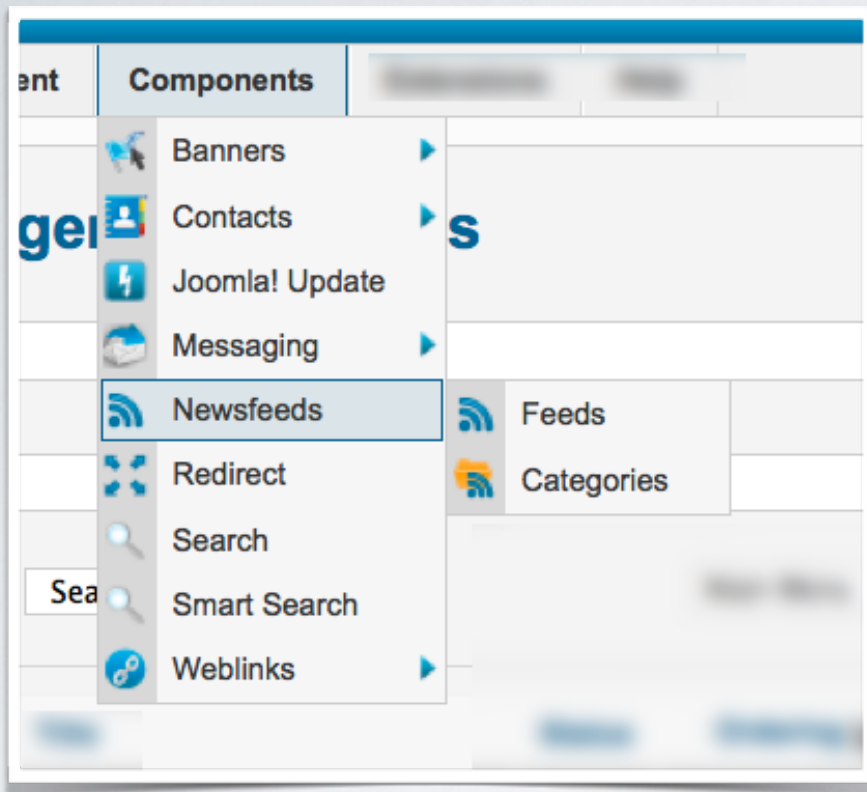 ent Components
Banners
Contacts
ger s
Joomla! Update
Messaging
Newsfeeds Feeds
Redirect Categories
Search
Sea Smart Search
Weblinks